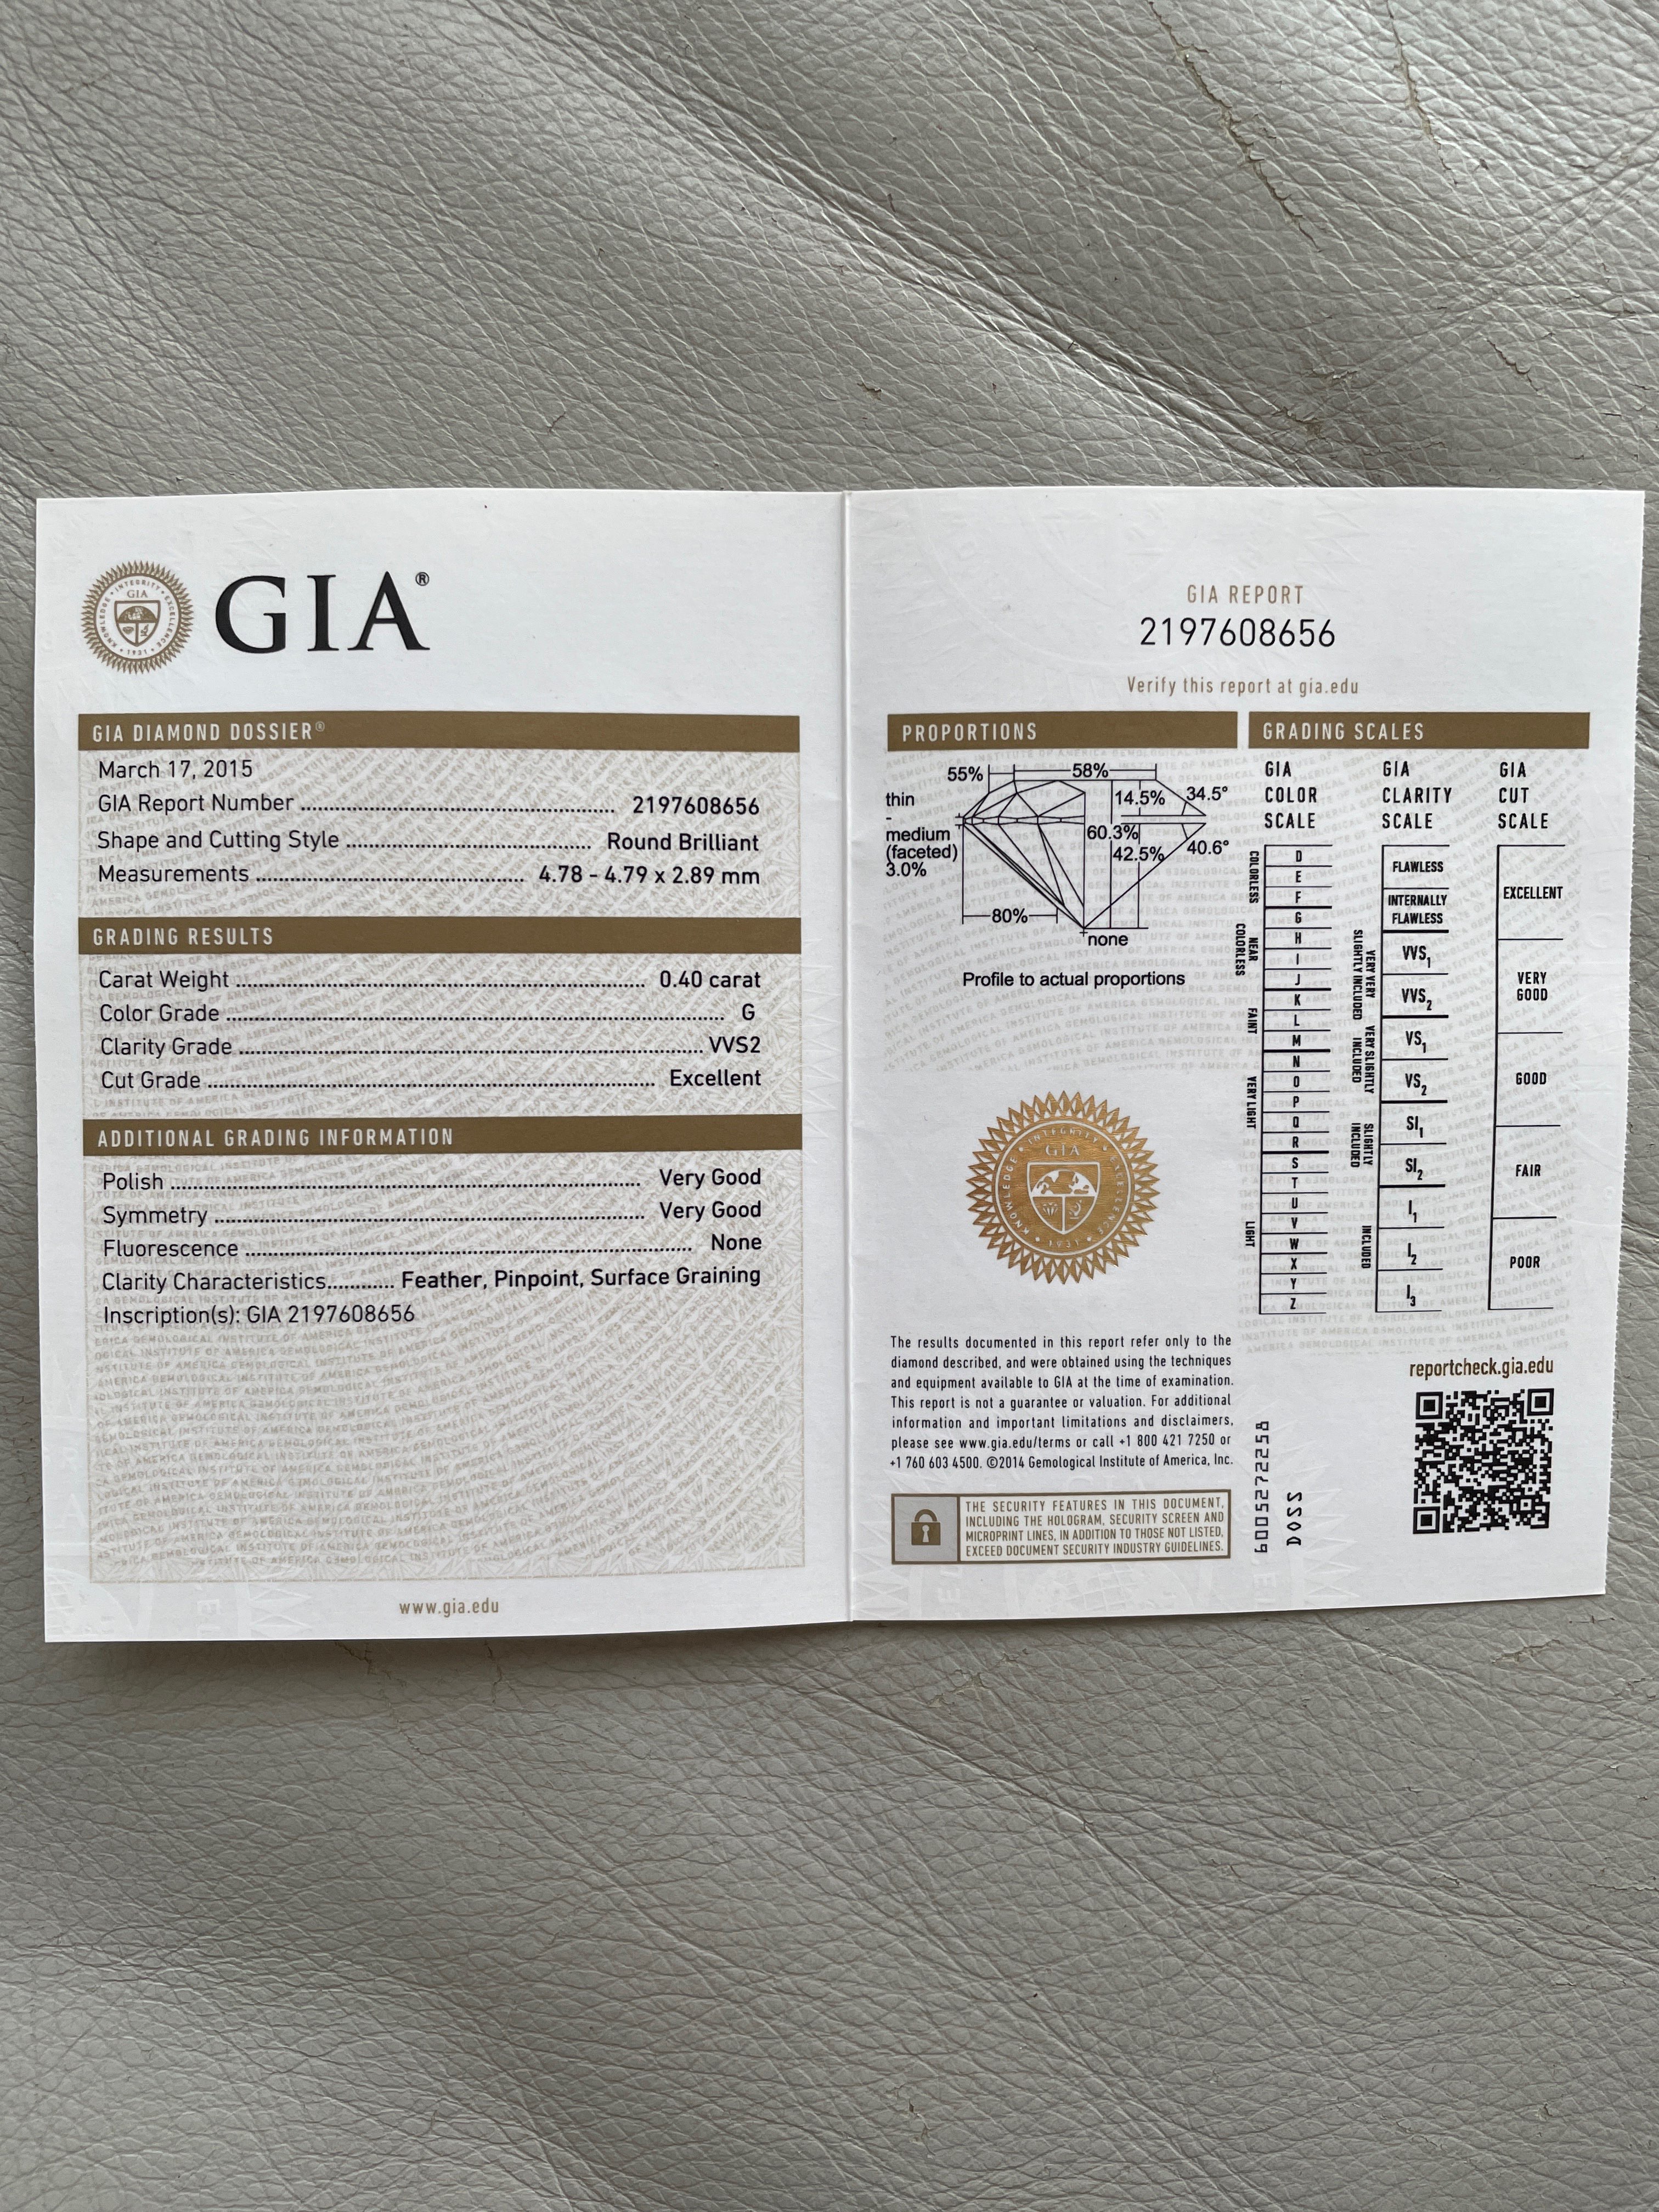 GIA®
GIA DIAMOND DOSSIER®
March 17, 2015
GIA Report Number ........ 2197608656
Shape and Cutting Style ........ Round Brilliant
Measurements ........ 4.78 - 4.79 x 2.89 mm
GRADING RESULTS
Carat Weight ........ 0.40 carat
Color Grade ........ G
Clarity Grade ........ VVS2
Cut Grade ........ Excellent
ADDITIONAL GRADING INFORMATION
Polish ........ Very Good
Symmetry ........ Very Good
Fluorescence ........ None
Clarity Characteristics ........ Feather, Pinpoint, Surface Graining
Inscription(s): GIA 2197608656
www.gia.edu
GIA REPORT
2197608656
Verify this report at gia.edu
PROPORTIONS
55%
58%
thin
-
medium
(faceted)
3.0%
14.5%
34.5°
60.3%
42.5%
40.6°
80%
none
Profile to actual proportions
KNOWLEDGE • INTEGRITY • EXCELLENCE
GIA
• 1931 •
The results documented in this report refer only to the
diamond described, and were obtained using the techniques
and equipment available to GIA at the time of examination.
This report is not a guarantee or valuation. For additional
information and important limitations and disclaimers,
please see www.gia.edu/terms or call +1 800 421 7250 or
+1 760 603 4500. ©2014 Gemological Institute of America, Inc.
THE SECURITY FEATURES IN THIS DOCUMENT,
INCLUDING THE HOLOGRAM, SECURITY SCREEN AND
MICROPRINT LINES, IN ADDITION TO THOSE NOT LISTED,
EXCEED DOCUMENT SECURITY INDUSTRY GUIDELINES.
GRADING SCALES
GIA
COLOR
SCALE
COLORLESS
D
E
F
NEAR
COLORLESS
G
H
I
J
FAINT
K
L
M
VERY LIGHT
N
O
P
Q
R
LIGHT
S
T
U
V
W
X
Y
Z
GIA
CLARITY
SCALE
FLAWLESS
INTERNALLY
FLAWLESS
VERY VERY
SLIGHTLY INCLUDED
VVS1
VVS2
VERY SLIGHTLY
INCLUDED
VS1
VS2
SLIGHTLY
INCLUDED
SI1
SI2
INCLUDED
I1
I2
I3
GIA
CUT
SCALE
EXCELLENT
VERY
GOOD
GOOD
FAIR
POOR
reportcheck.gia.edu
6005272258